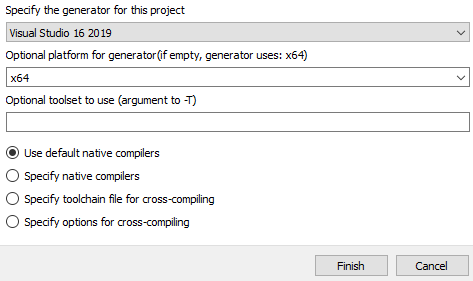 Specify the generator for this project
Visual Studio 16 2019
Optional platform for generator(if empty, generator uses: x64)
x64
Optional toolset to use (argument to -T)
Use default native compilers
Specify native compilers
Specify toolchain file for cross-compiling
Specify options for cross-compiling
Finish Cancel